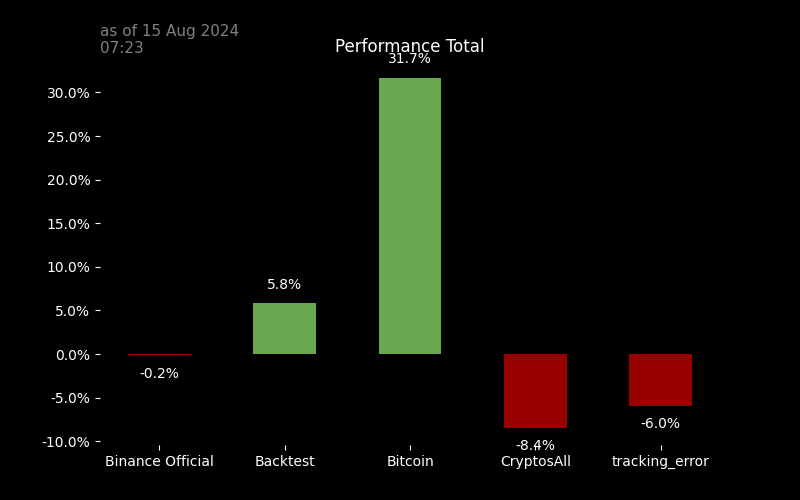 as of 15 Aug 2024
07:23
Performance Total
31.7%
30.0%
25.0%
20.0%
15.0%
10.0%
5.8%
5.0%
0.0%
-0.2%
-5.0%
-6.0%
-10.0%
-8.4%
Binance Official
Backtest
Bitcoin
CryptosAll
tracking_error